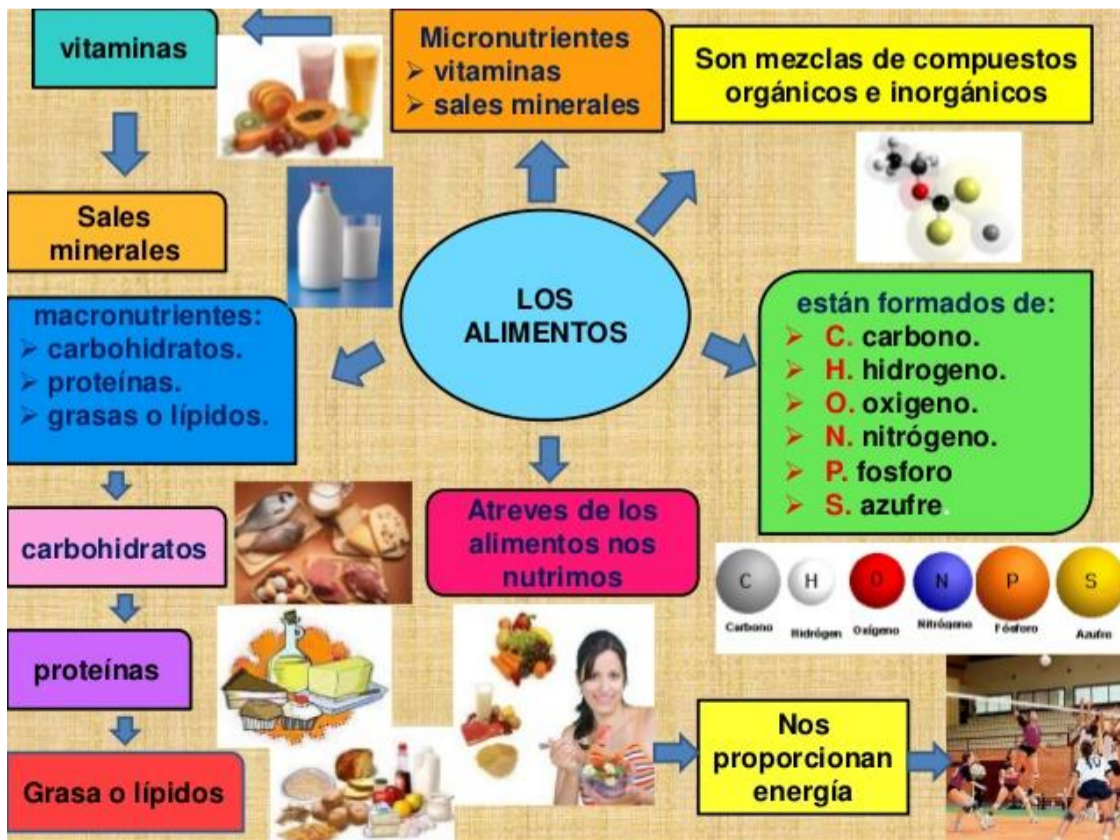 vitaminas
Micronutrientes
➢ vitaminas
➢ sales minerales
Son mezclas de compuestos
orgánicos e inorgánicos
Sales
minerales
LOS
ALIMENTOS
macronutrientes:
➢ carbohidratos.
➢ proteínas.
➢ grasas o lípidos.
están formados de:
➢ C. carbono.
➢ H. hidrogeno.
➢ O. oxigeno.
➢ N. nitrógeno.
➢ P. fosforo
➢ S. azufre.
carbohidratos
Atreves de los
alimentos nos
nutrimos
C H O N P S
Carbono Hidrógen Oxígeno Nitrógeno Fósforo Azufre
proteínas
Grasa o lípidos
Nos
proporcionan
energía